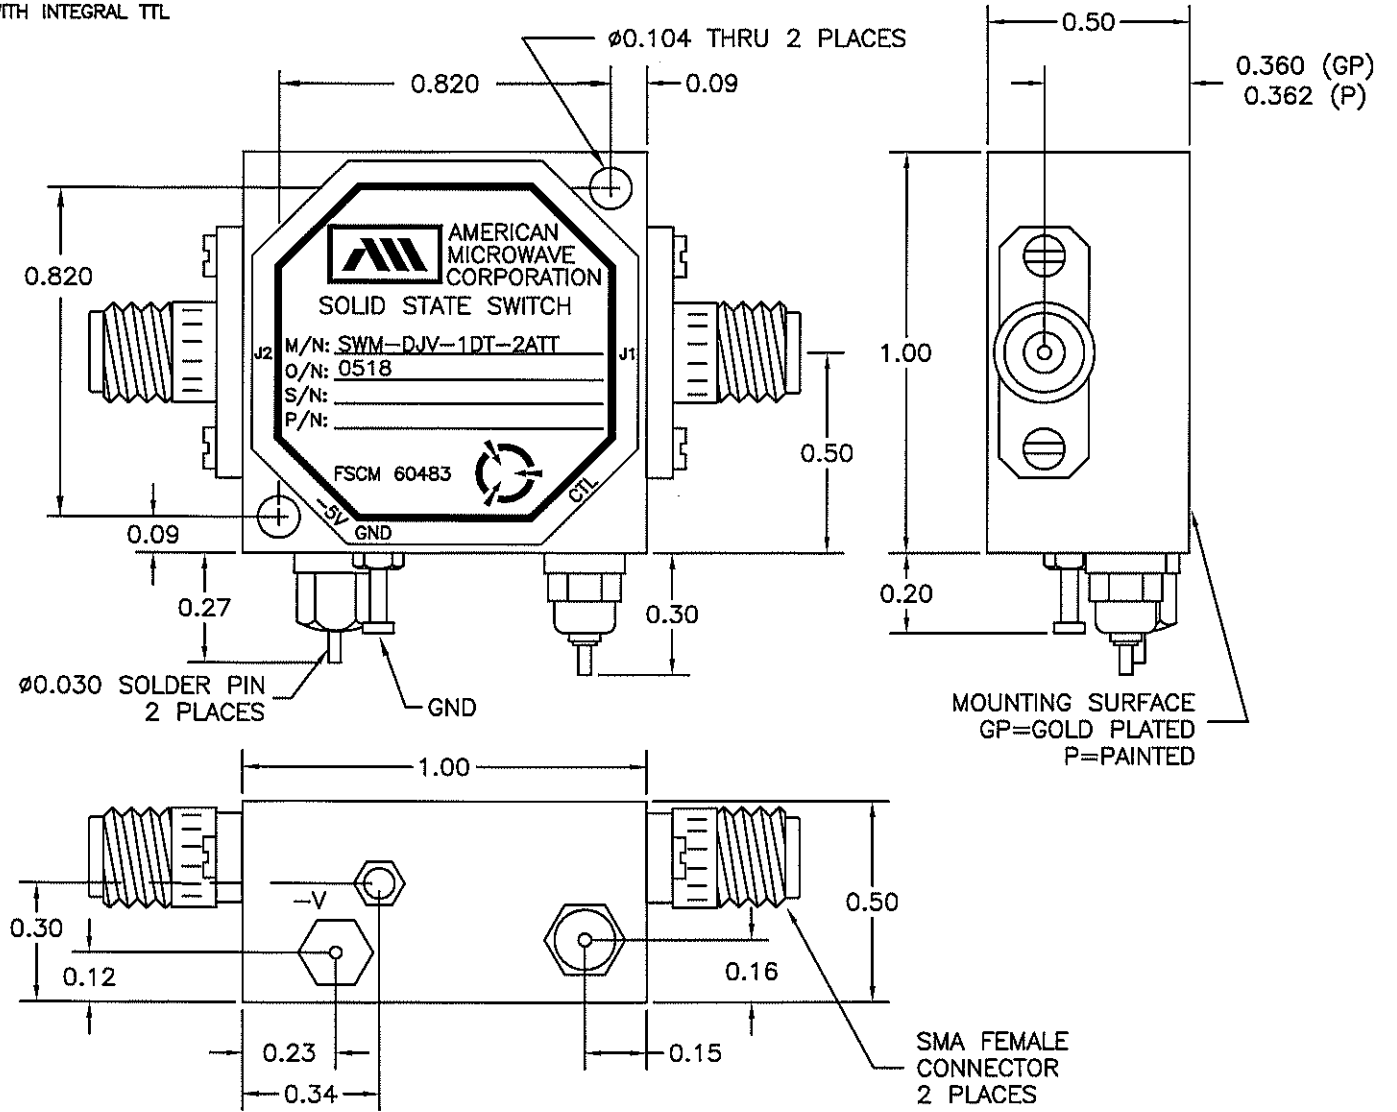 WITH INTEGRAL TTL
ø0.104 THRU 2 PLACES
0.820
0.09
0.50
0.360 (GP)
0.362 (P)
0.820
AMERICAN
MICROWAVE
CORPORATION
SOLID STATE SWITCH
J2
M/N: SWM-DJV-1DT-2ATT
J1
O/N: 0518
S/N:
P/N:
FSCM 60483
-5V
GND
CTL
0.09
0.50
1.00
0.27
0.30
0.20
ø0.030 SOLDER PIN
2 PLACES
GND
MOUNTING SURFACE
GP=GOLD PLATED
P=PAINTED
1.00
-V
0.30
0.12
0.50
0.16
0.23
0.34
0.15
SMA FEMALE
CONNECTOR
2 PLACES